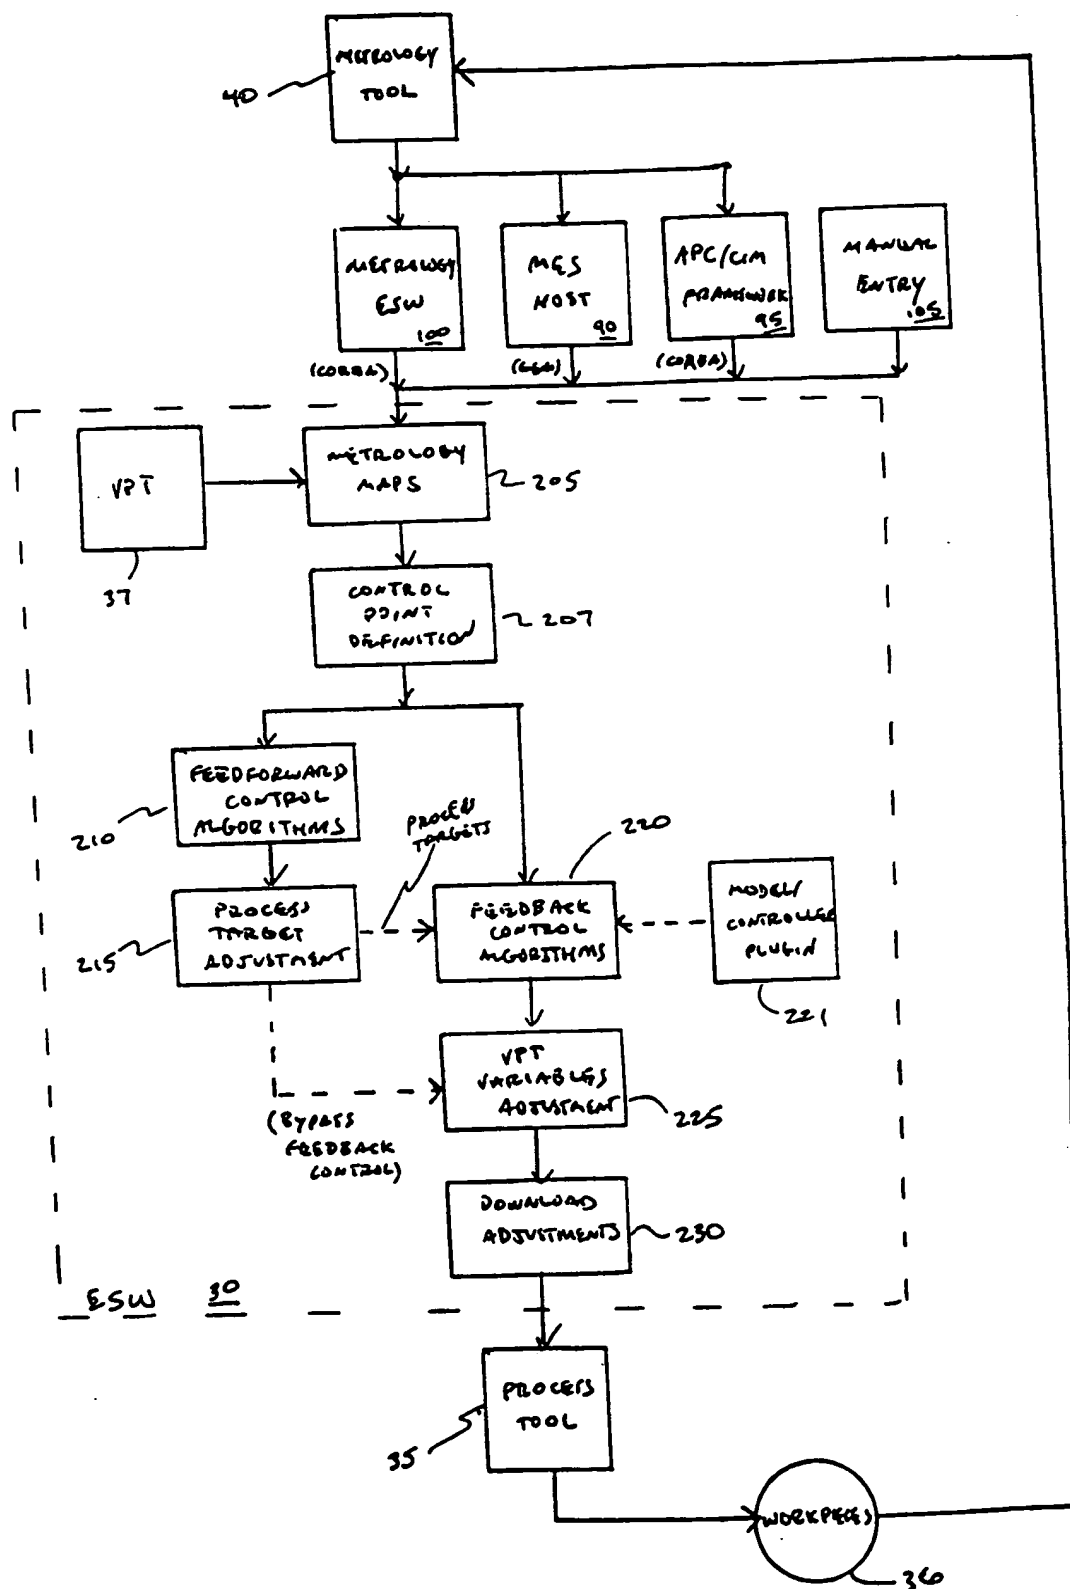 METROLOGY
TOOL
40
METROLOGY
ESW
100
MES
HOST
90
APC/CIM
FRAMEWORK
95
MANUAL
ENTRY
105
(CORBA)
(GEM)
(CORBA)
VPT
37
METROLOGY
MAPS
205
CONTROL
POINT
DEFINITION
207
FEEDFORWARD
CONTROL
ALGORITHMS
210
PROCESS
TARGETS
220
PROCESS
TARGET
ADJUSTMENT
215
FEEDBACK
CONTROL
ALGORITHMS
MODEL/
CONTROLLER
PLUGIN
221
VPT
VARIABLES
ADJUSTMENT
225
(BYPASS
FEEDBACK
CONTROL)
DOWNLOAD
ADJUSTMENTS
230
ESW 30
PROCESS
TOOL
35
WORKPIECES
36